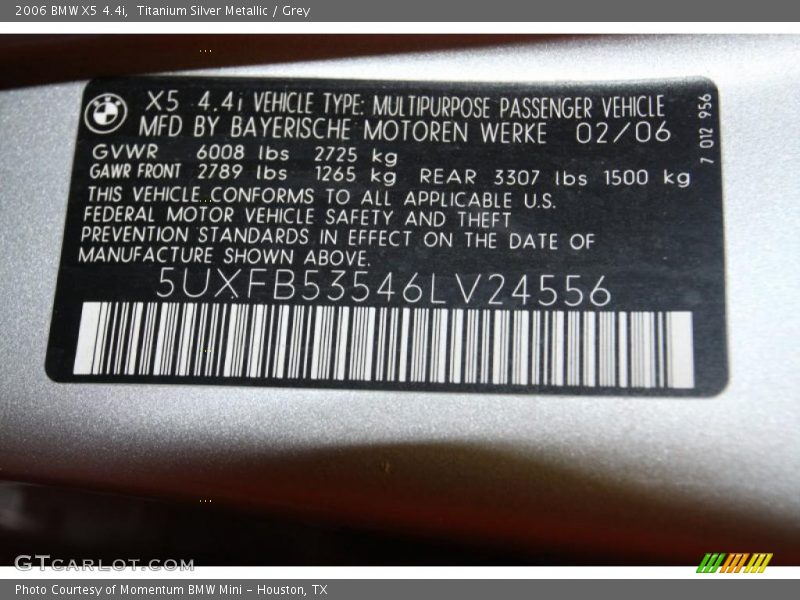 2006 BMW X5 4.4i, Titanium Silver Metallic / Grey
BMW
X5 4.4i VEHICLE TYPE: MULTIPURPOSE PASSENGER VEHICLE
MFD BY BAYERISCHE MOTOREN WERKE 02/06
GVWR 6008 lbs 2725 kg
GAWR FRONT 2789 lbs 1265 kg REAR 3307 lbs 1500 kg
THIS VEHICLE CONFORMS TO ALL APPLICABLE U.S.
FEDERAL MOTOR VEHICLE SAFETY AND THEFT
PREVENTION STANDARDS IN EFFECT ON THE DATE OF
MANUFACTURE SHOWN ABOVE.
5UXFB53546LV24556
7 012 956
GTCARLOT.COM
Photo Courtesy of Momentum BMW Mini - Houston, TX